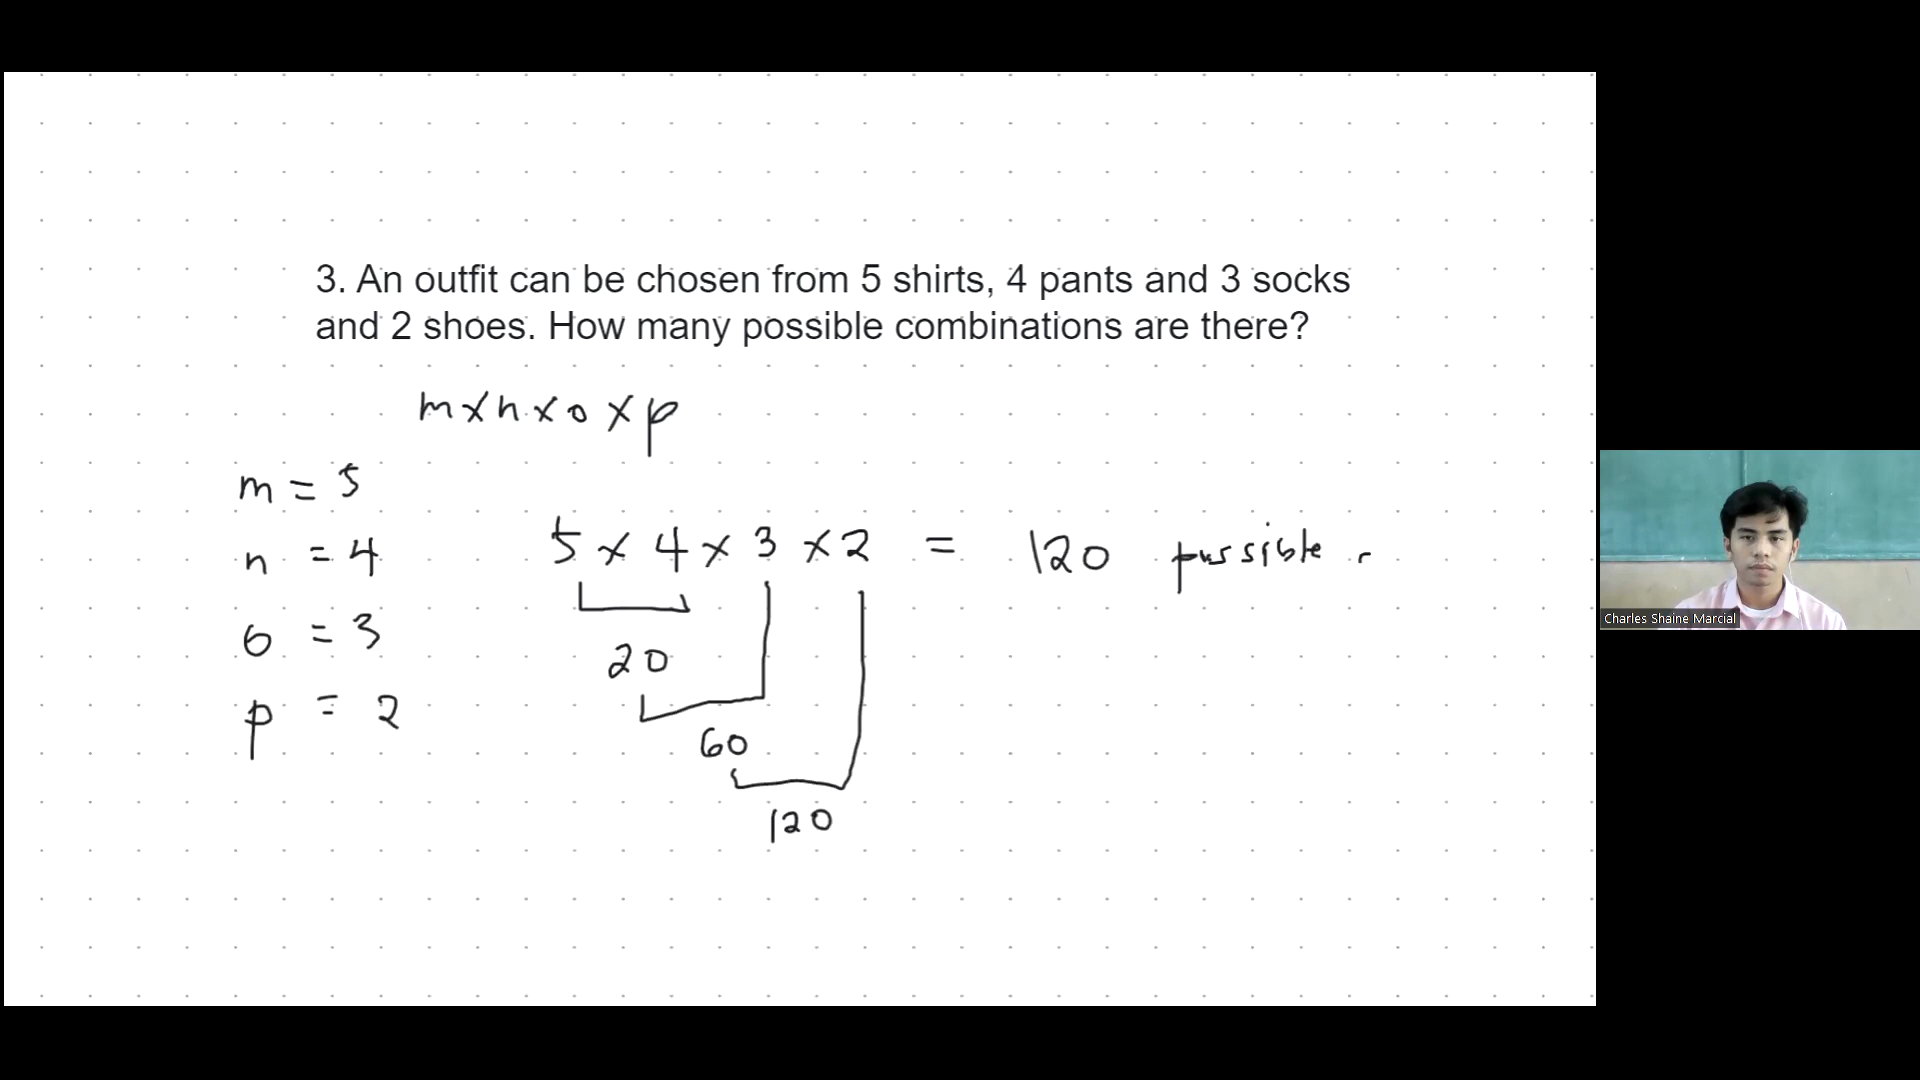 3. An outfit can be chosen from 5 shirts, 4 pants and 3 socks
and 2 shoes. How many possible combinations are there?
m x n x o x p
m = 5
n = 4
o = 3
p = 2
5 x 4 x 3 x 2 = 120 possible
20
60
120
Charles Shaine Marcial